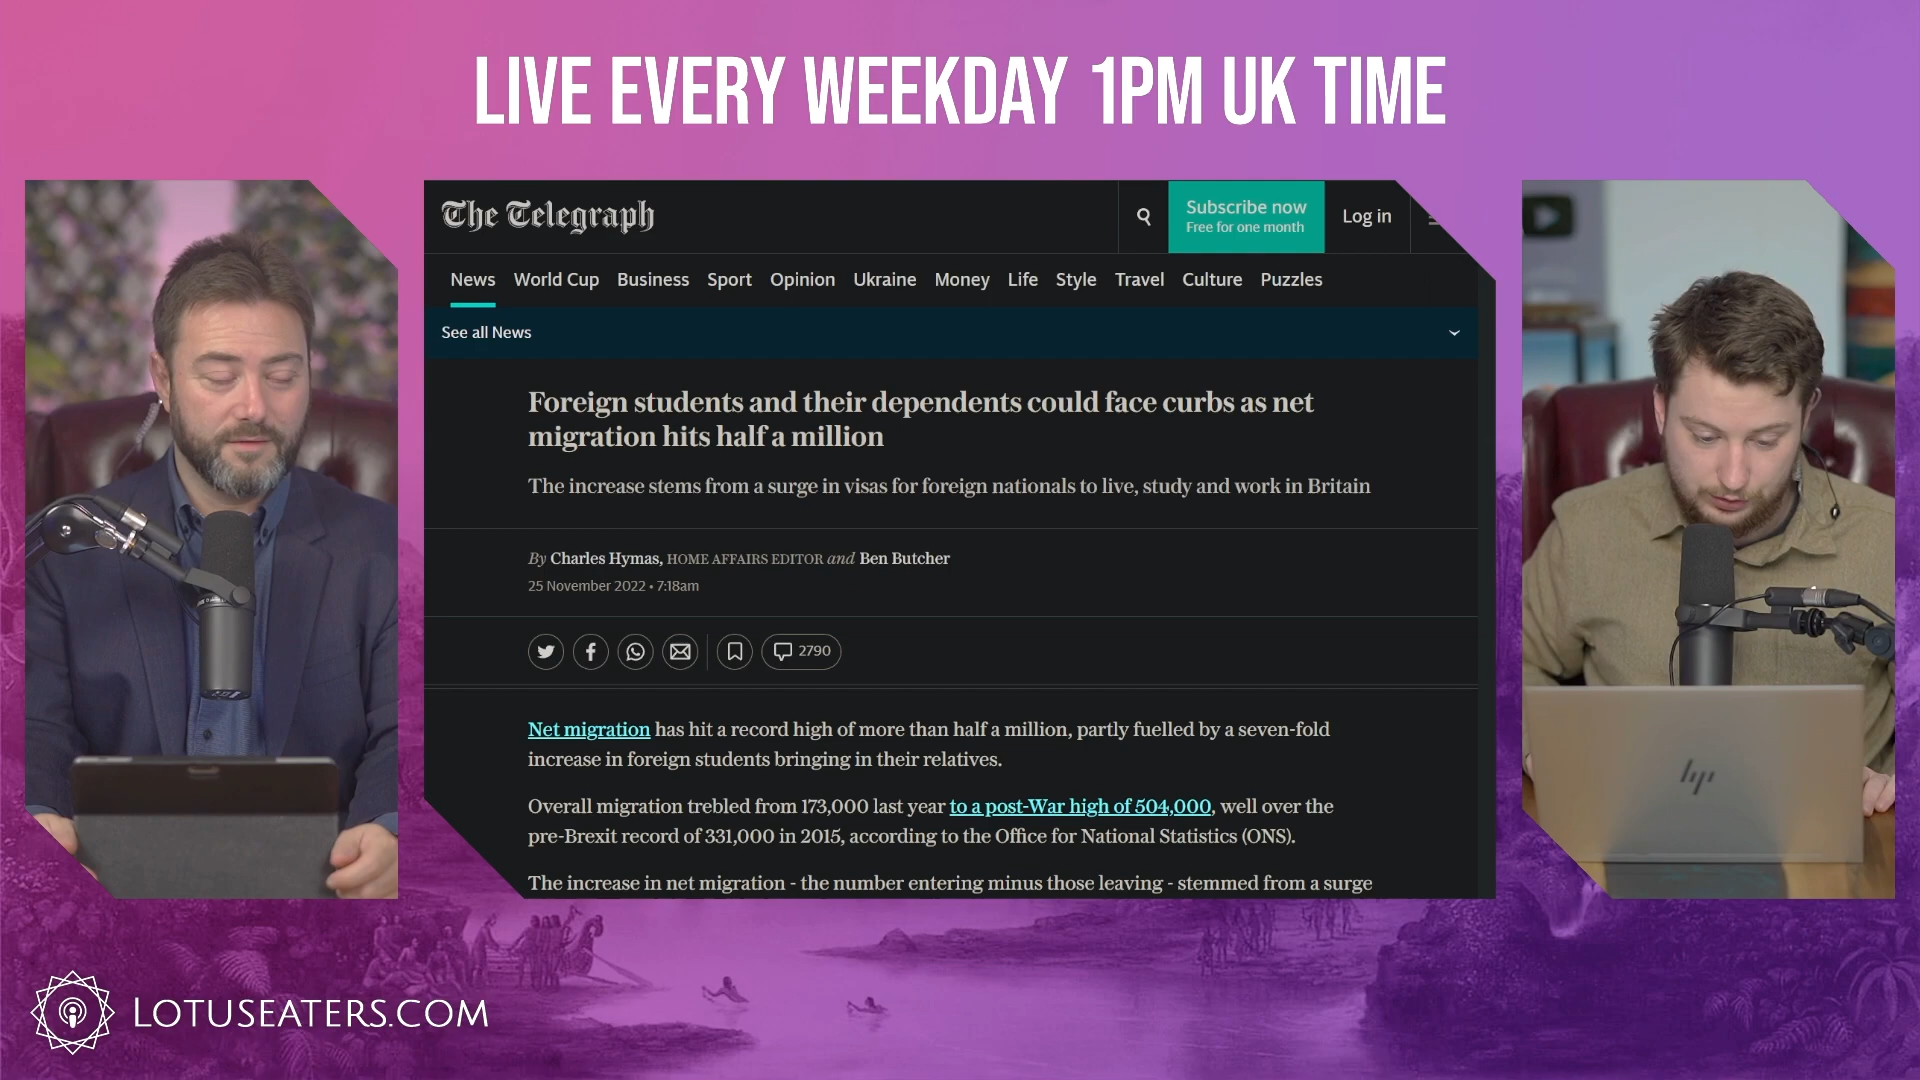 LIVE EVERY WEEKDAY 1PM UK TIME
The Telegraph
Subscribe now
Free for one month
Log in
News World Cup Business Sport Opinion Ukraine Money Life Style Travel Culture Puzzles
See all News
Foreign students and their dependents could face curbs as net
migration hits half a million
The increase stems from a surge in visas for foreign nationals to live, study and work in Britain
By Charles Hymas, HOME AFFAIRS EDITOR and Ben Butcher
25 November 2022 • 7:18am
2790
Net migration has hit a record high of more than half a million, partly fuelled by a seven-fold
increase in foreign students bringing in their relatives.
Overall migration trebled from 173,000 last year to a post-War high of 504,000, well over the
pre-Brexit record of 331,000 in 2015, according to the Office for National Statistics (ONS).
The increase in net migration - the number entering minus those leaving - stemmed from a surge
hp
LOTUSEATERS.COM